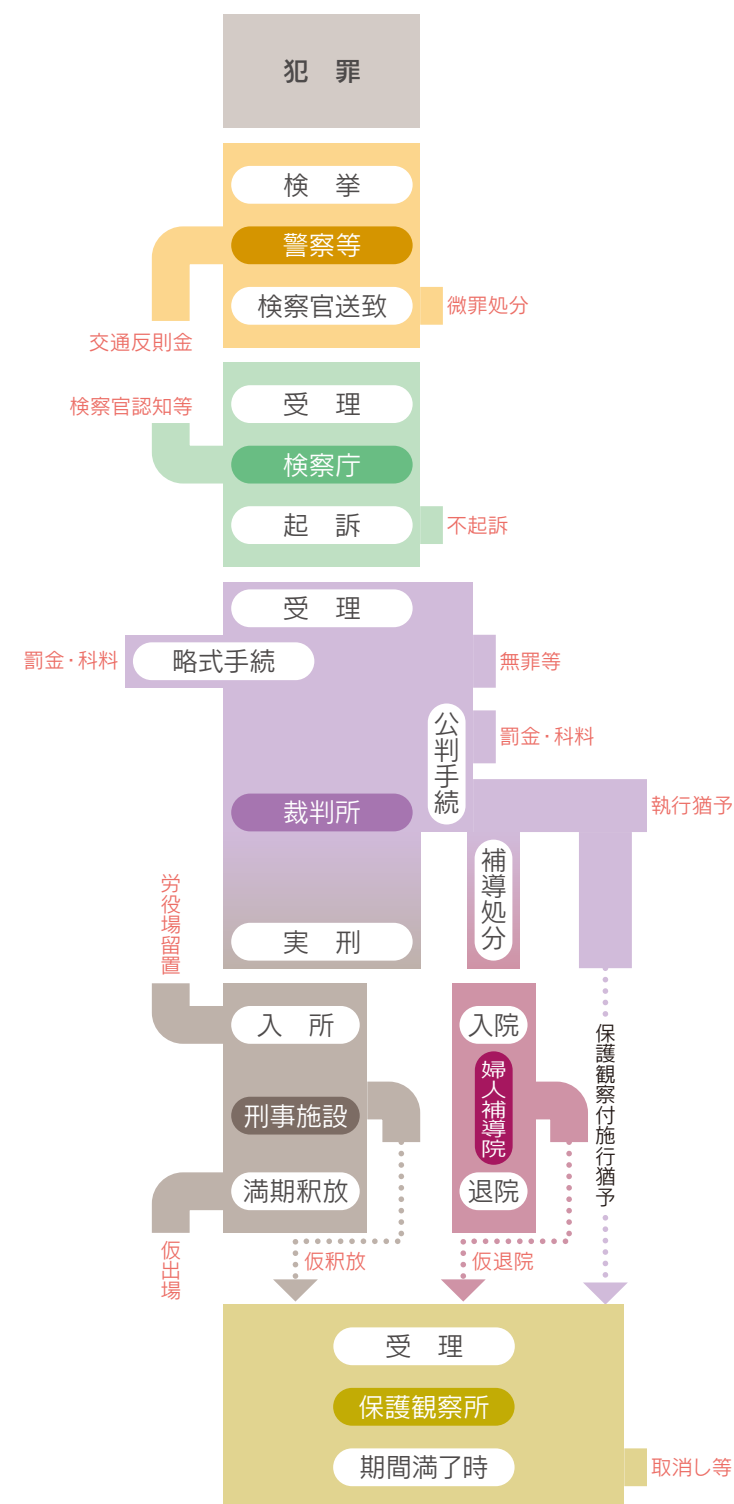 犯　罪
検　挙
警察等
検察官送致
微罪処分
交通反則金
検察官認知等
受　理
検察庁
起　訴
不起訴
受　理
罰金・科料
略式手続
無罪等
公判手続
罰金・科料
裁判所
執行猶予
補導処分
労役場留置
実　刑
入　所
入院
保護観察付施行猶予
刑事施設
婦人補導院
満期釈放
退院
仮出場
仮釈放
仮退院
受　理
保護観察所
期間満了時
取消し等